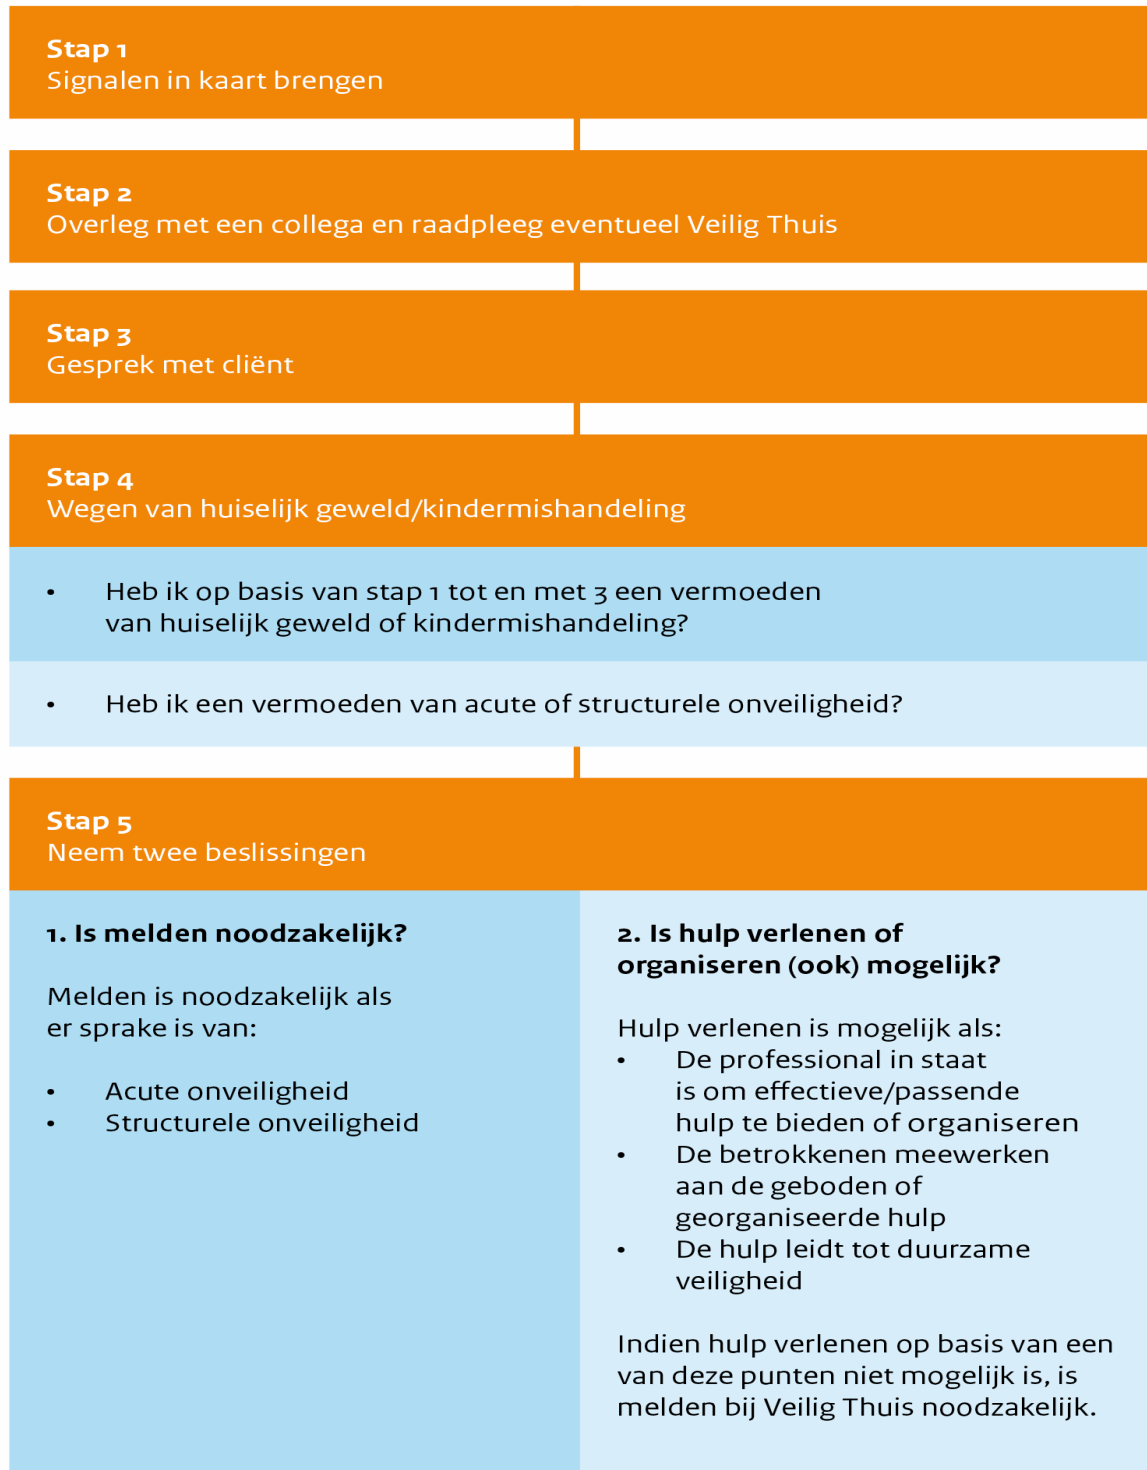 Stap 1
Signalen in kaart brengen
Stap 2
Overleg met een collega en raadpleeg eventueel Veilig Thuis
Stap 3
Gesprek met cliënt
Stap 4
Wegen van huiselijk geweld/kindermishandeling
• Heb ik op basis van stap 1 tot en met 3 een vermoeden
van huiselijk geweld of kindermishandeling?
• Heb ik een vermoeden van acute of structurele onveiligheid?
Stap 5
Neem twee beslissingen
1. Is melden noodzakelijk?
Melden is noodzakelijk als
er sprake is van:
• Acute onveiligheid
• Structurele onveiligheid
2. Is hulp verlenen of
organiseren (ook) mogelijk?
Hulp verlenen is mogelijk als:
• De professional in staat
is om effectieve/passende
hulp te bieden of organiseren
• De betrokkenen meewerken
aan de geboden of
georganiseerde hulp
• De hulp leidt tot duurzame
veiligheid
Indien hulp verlenen op basis van een
van deze punten niet mogelijk is, is
melden bij Veilig Thuis noodzakelijk.